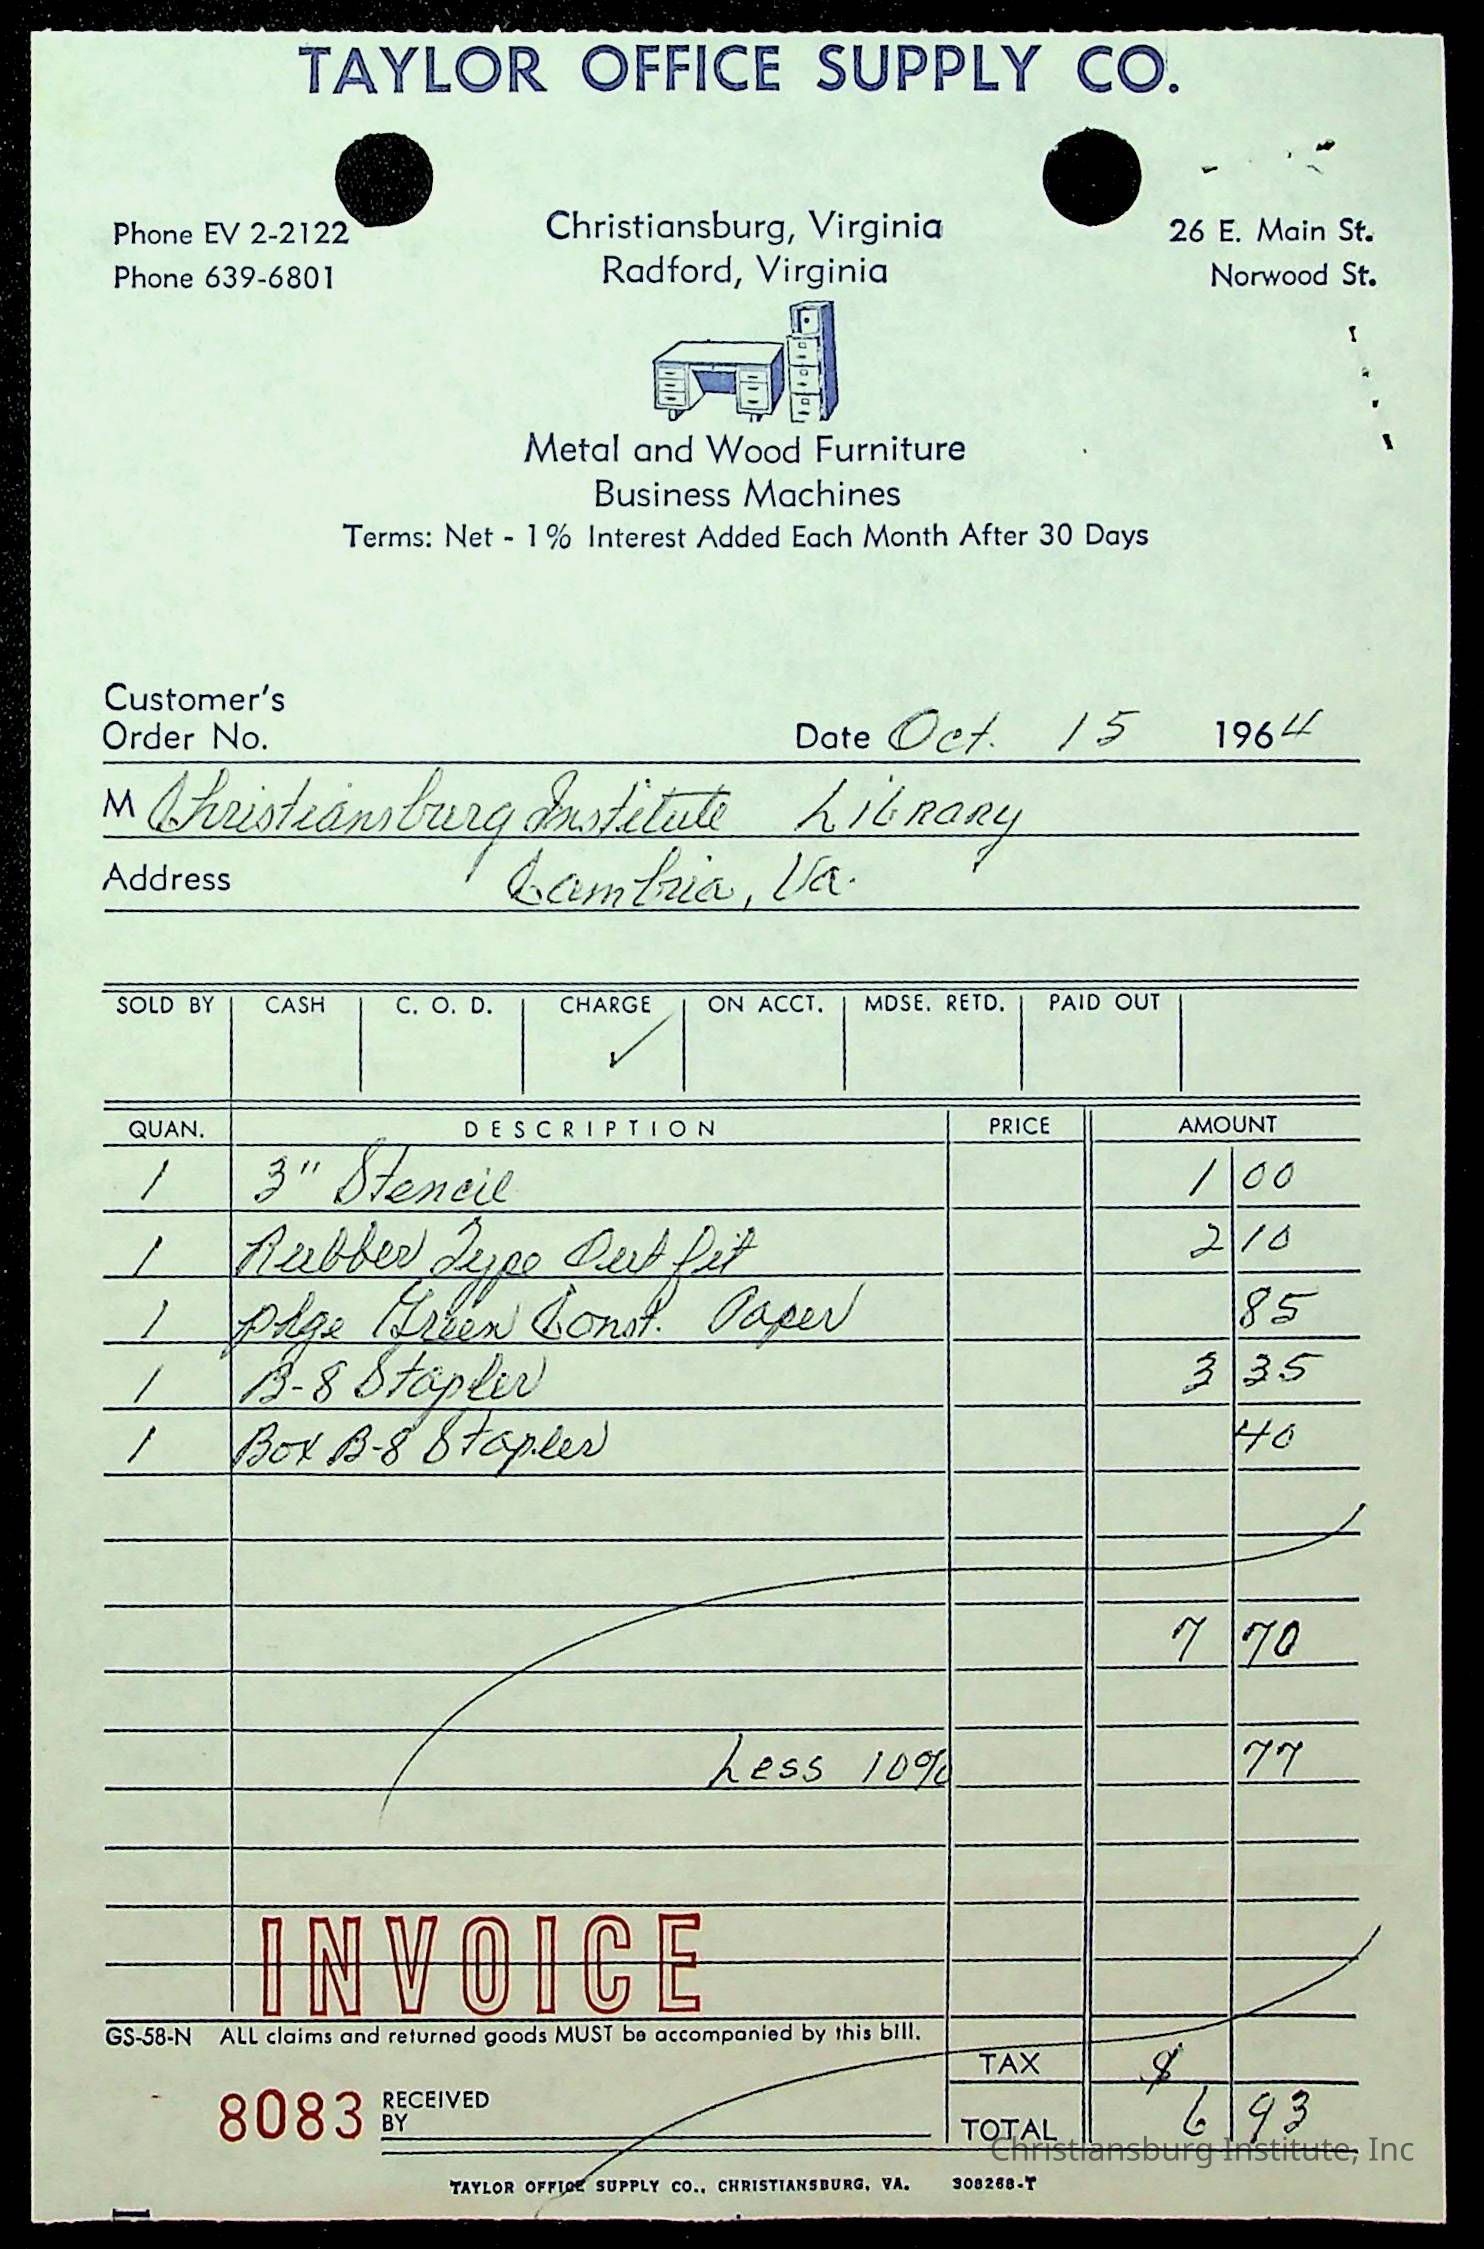 TAYLOR OFFICE SUPPLY CO.
Phone EV 2-2122 Christiansburg, Virginia 26 E. Main St.
Phone 639-6801 Radford, Virginia Norwood St.
Metal and Wood Furniture
Business Machines
Terms: Net - 1% Interest Added Each Month After 30 Days
Customer's
Order No. Date Oct. 15 1964
M Christiansburg Institute Library
Address Cambria, Va.
SOLD BY CASH C. O. D. CHARGE ON ACCT. MDSE. RETD. PAID OUT
✓
QUAN. DESCRIPTION PRICE AMOUNT
1 3" Stencil 1 00
1 Rubber Type Outfit 2 10
1 pkge Green Const. Paper 85
1 B-8 Stapler 3 35
1 Box B-8 Stapler 40
7 70
Less 10% 77
INVOICE
GS-58-N ALL claims and returned goods MUST be accompanied by this bill.
TAX $
8083 RECEIVED
BY
TOTAL 6 93
Christiansburg Institute, Inc
TAYLOR OFFICE SUPPLY CO., CHRISTIANSBURG, VA. 308268-T